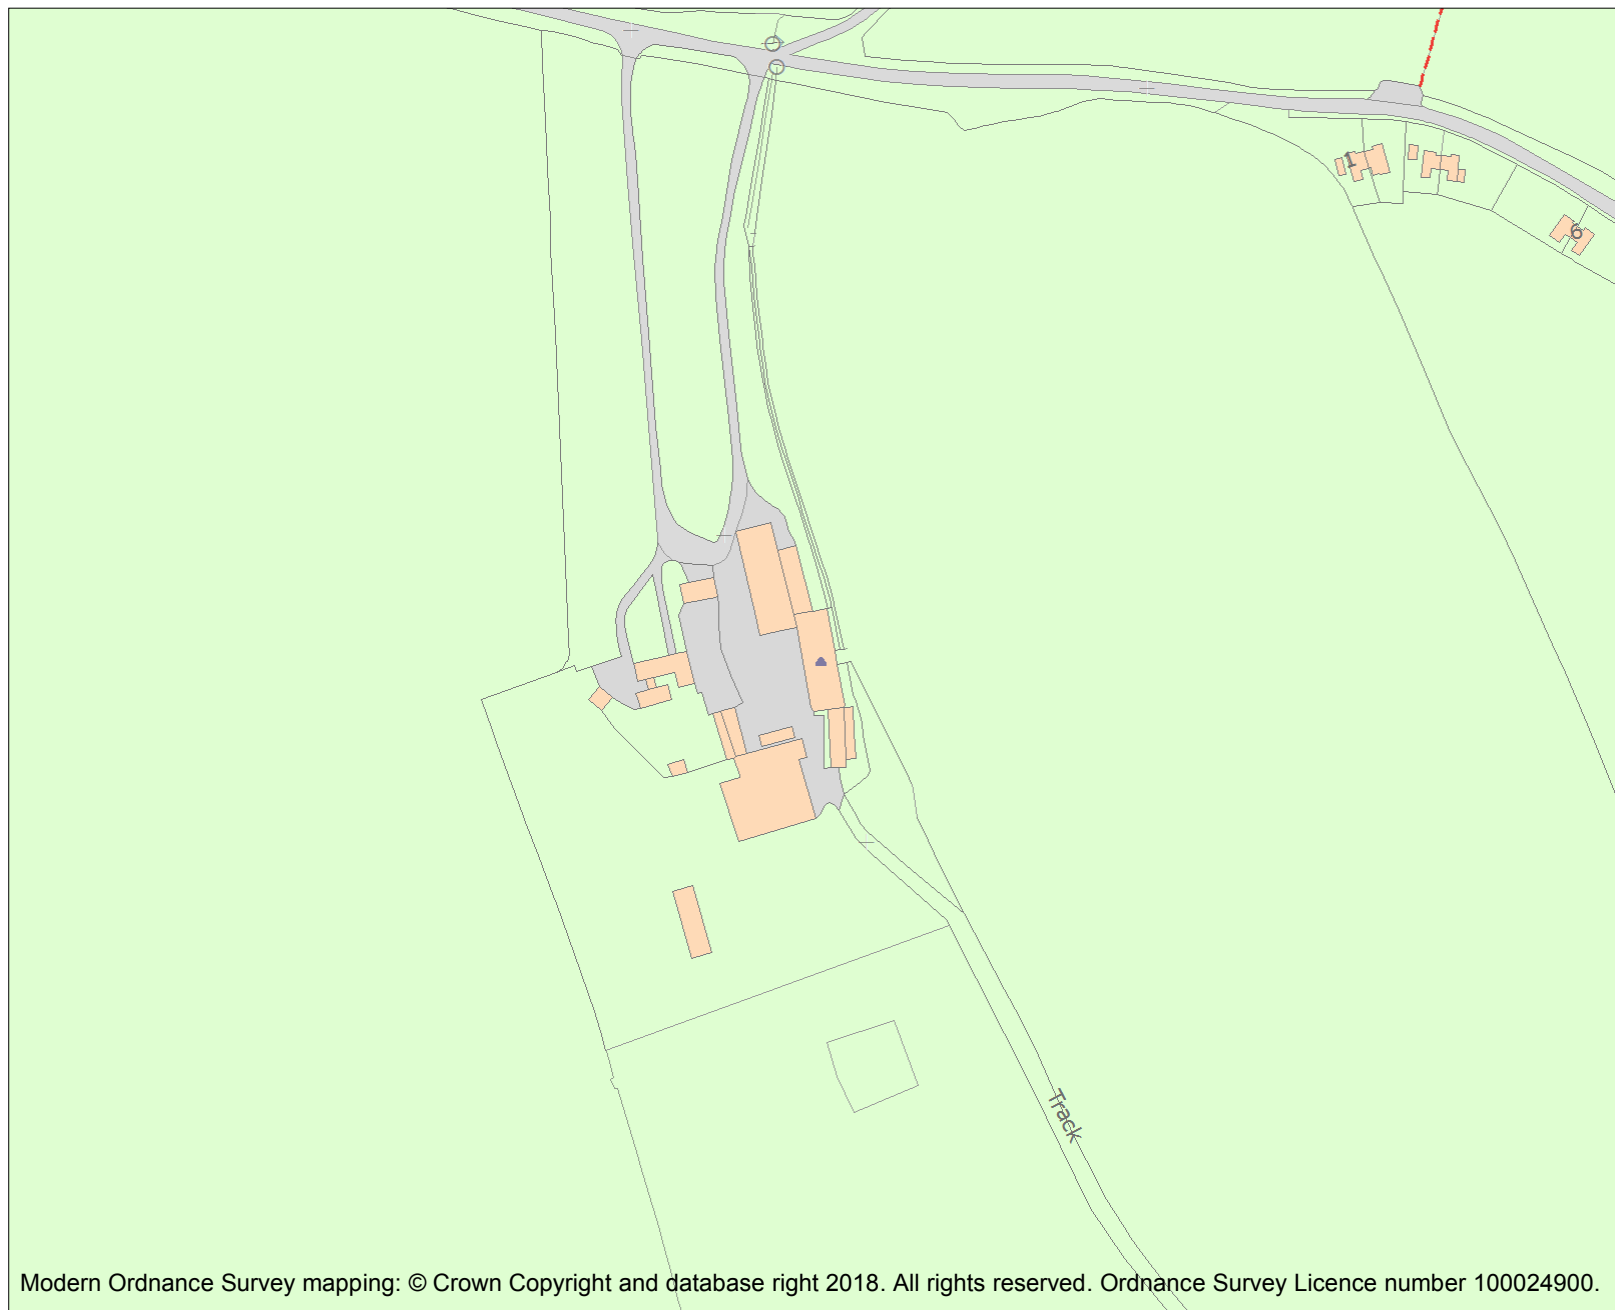 1
6
Track
Modern Ordnance Survey mapping: © Crown Copyright and database right 2018. All rights reserved. Ordnance Survey Licence number 100024900.